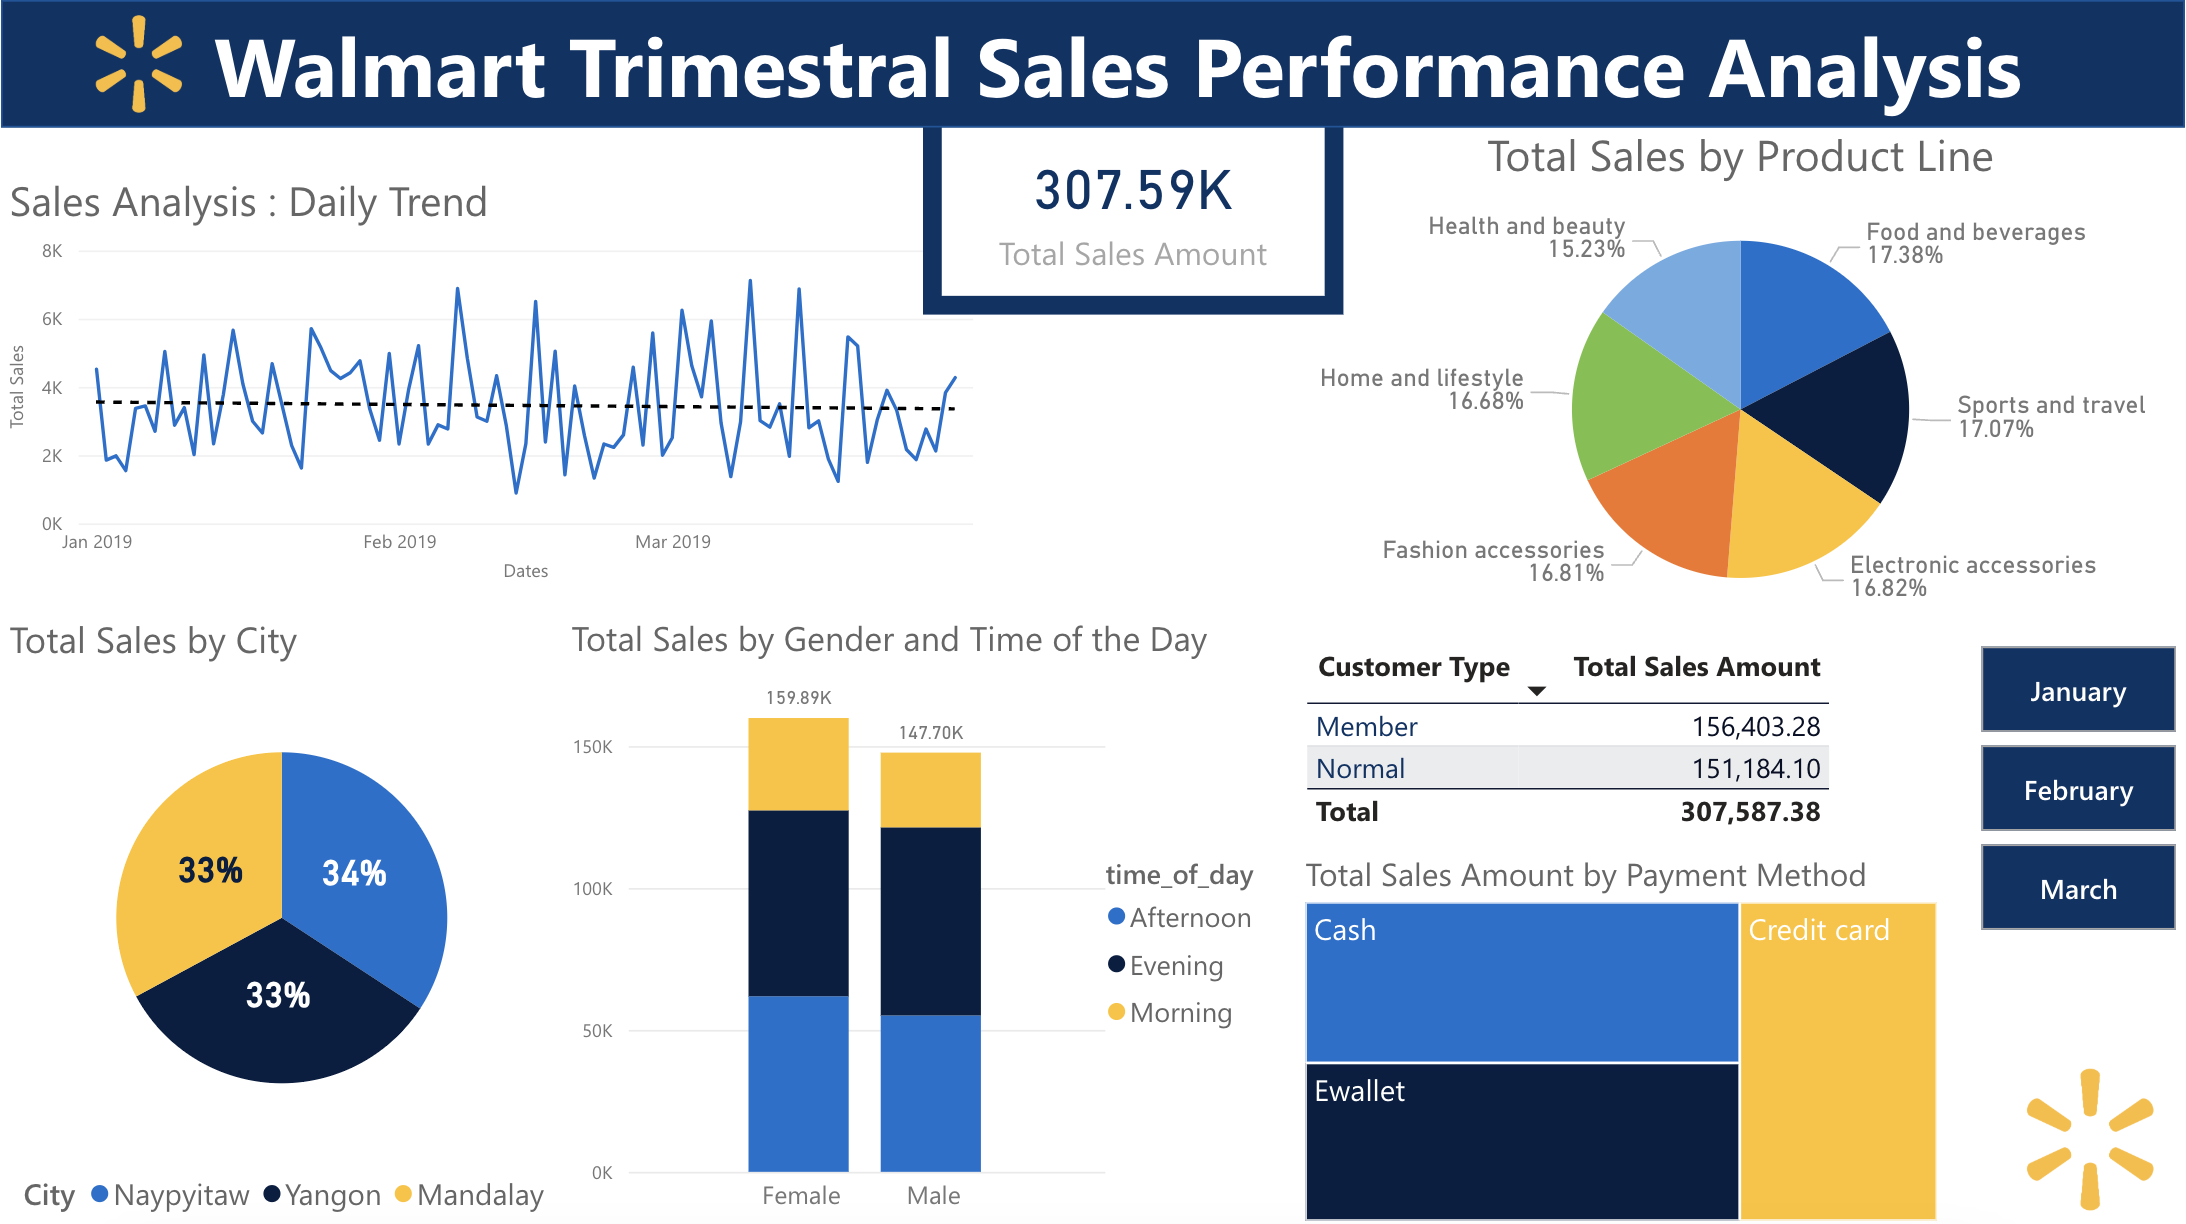 Walmart Trimestral Sales Performance Analysis
307.59K
Total Sales Amount
Sales Analysis : Daily Trend
Total Sales
8K
6K
4K
2K
0K
Jan 2019 Feb 2019 Mar 2019
Dates
Total Sales by Product Line
Health and beauty
15.23%
Food and beverages
17.38%
Home and lifestyle
16.68%
Sports and travel
17.07%
Fashion accessories
16.81%
Electronic accessories
16.82%
Total Sales by City
33%
34%
33%
City Naypyitaw Yangon Mandalay
Total Sales by Gender and Time of the Day
159.89K
147.70K
150K
100K
50K
0K
Female Male
time_of_day
Afternoon
Evening
Morning
Customer Type Total Sales Amount
Member 156,403.28
Normal 151,184.10
Total 307,587.38
January
February
March
Total Sales Amount by Payment Method
Cash
Credit card
Ewallet